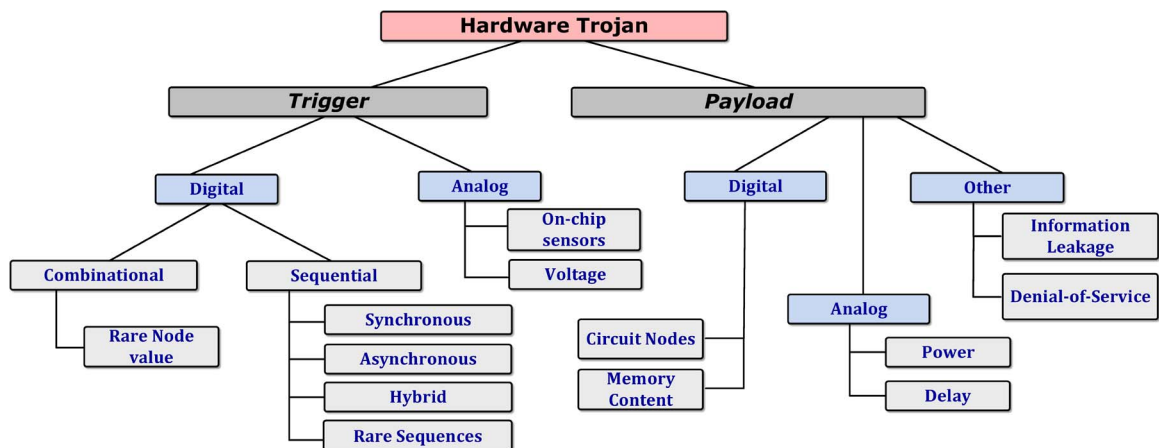 Hardware Trojan
Trigger
Payload
Digital
Analog
Digital
Other
On-chip
sensors
Information
Leakage
Combinational
Sequential
Voltage
Denial-of-Service
Analog
Synchronous
Rare Node
value
Circuit Nodes
Power
Asynchronous
Memory
Content
Hybrid
Delay
Rare Sequences